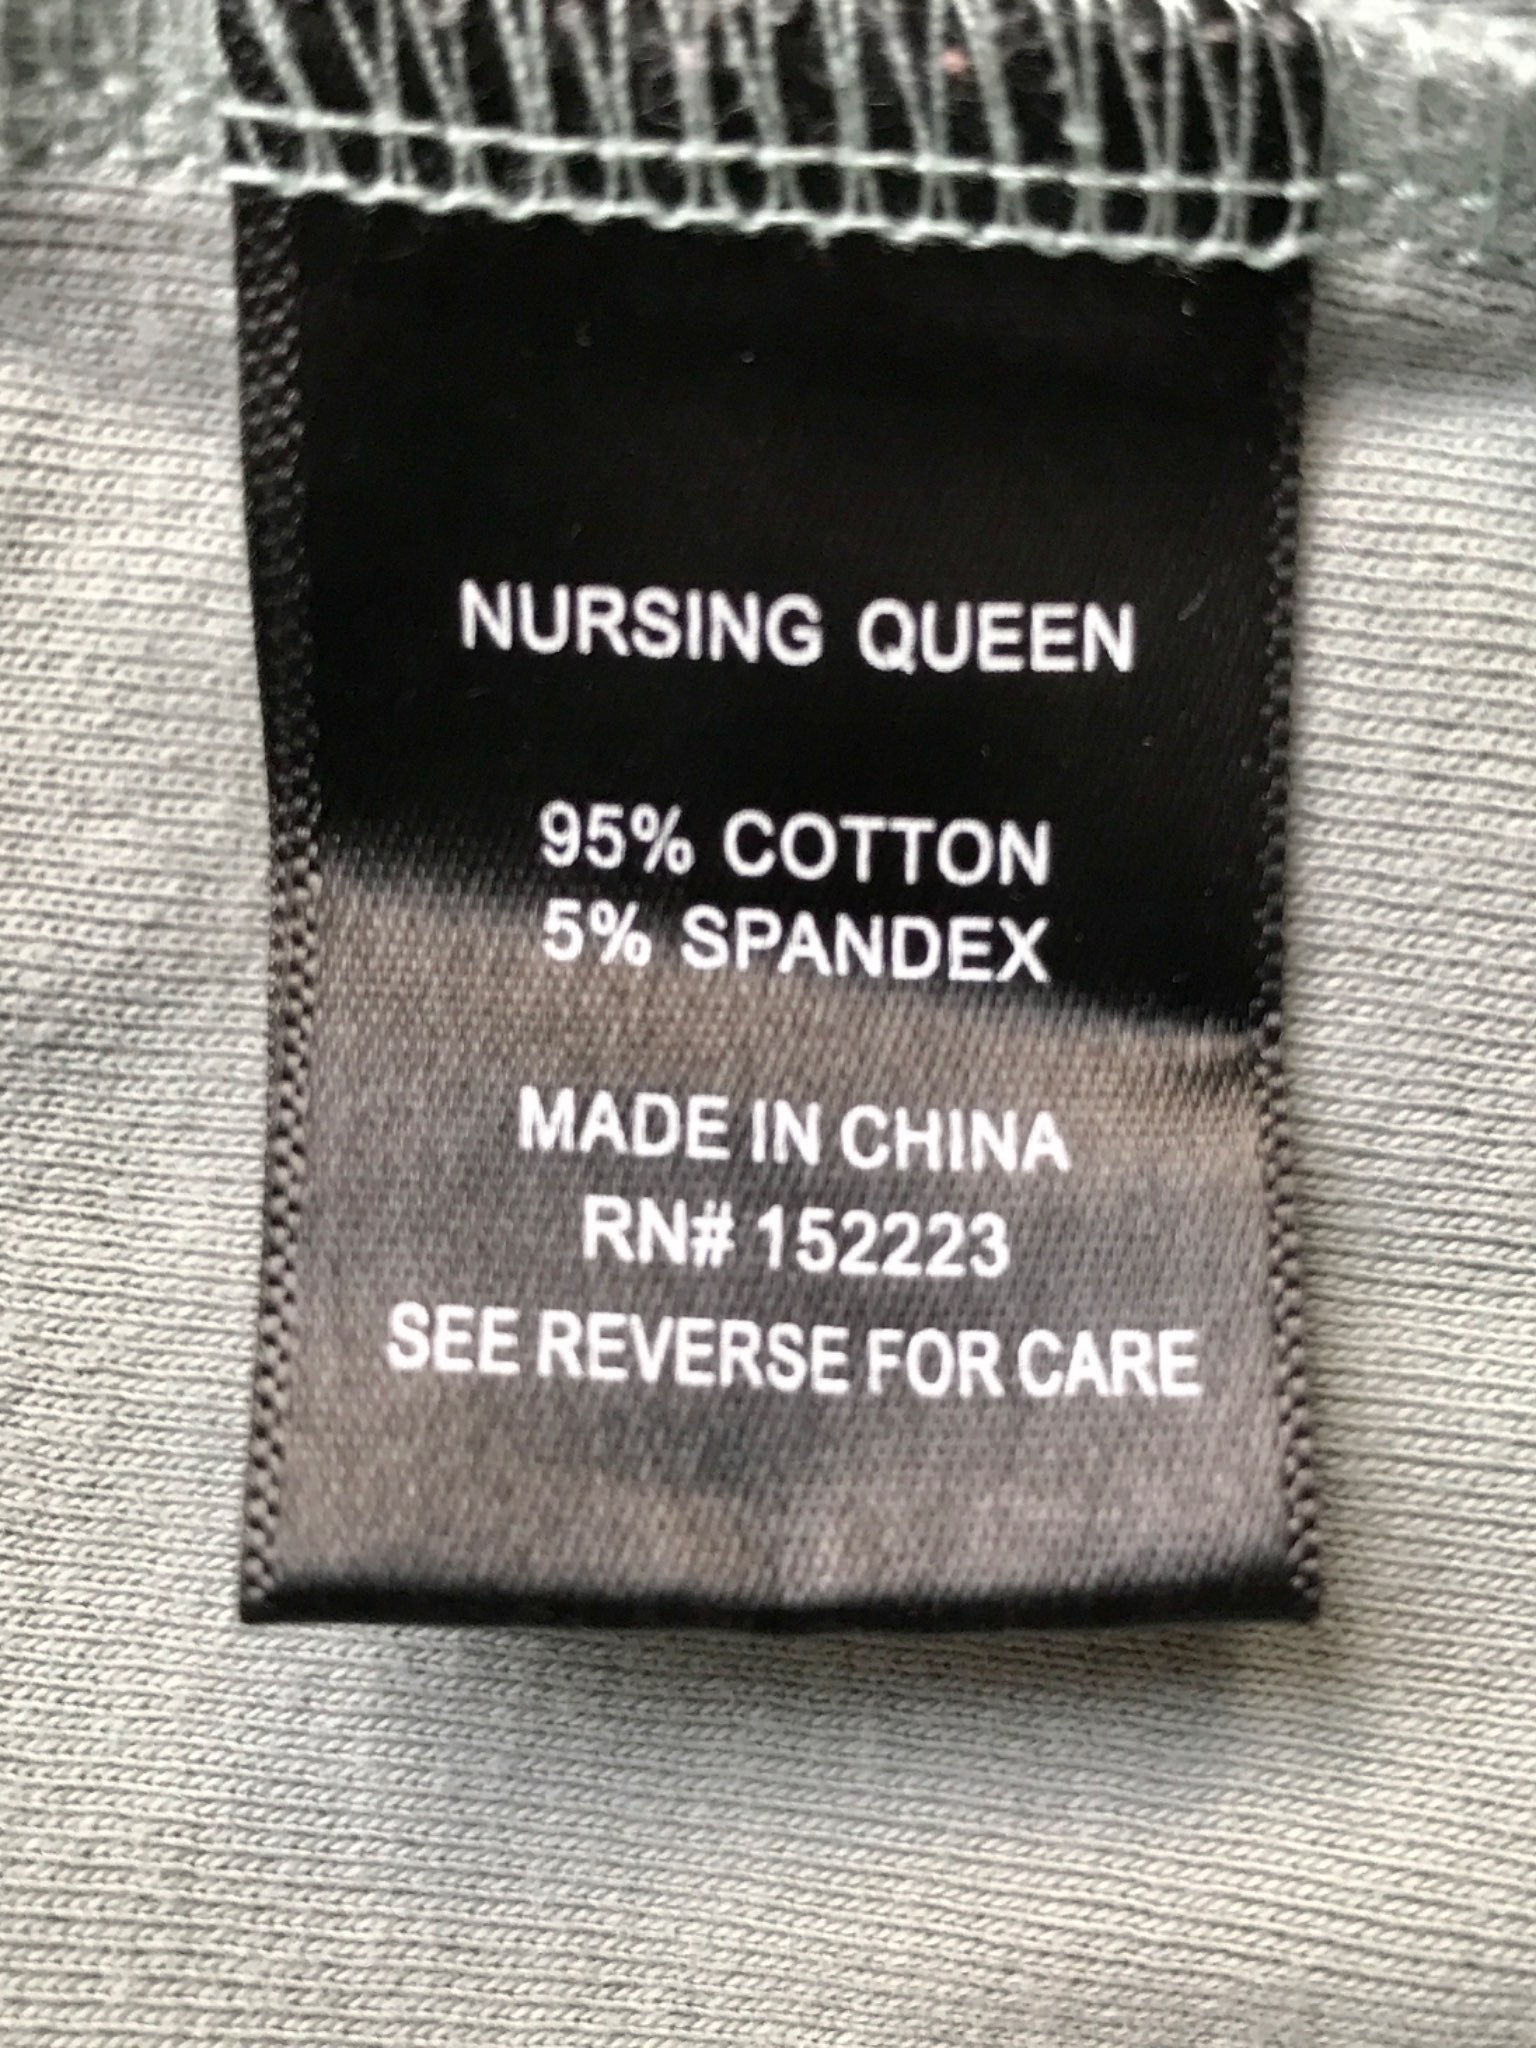 NURSING QUEEN
95% COTTON
5% SPANDEX
MADE IN CHINA
RN# 152223
SEE REVERSE FOR CARE